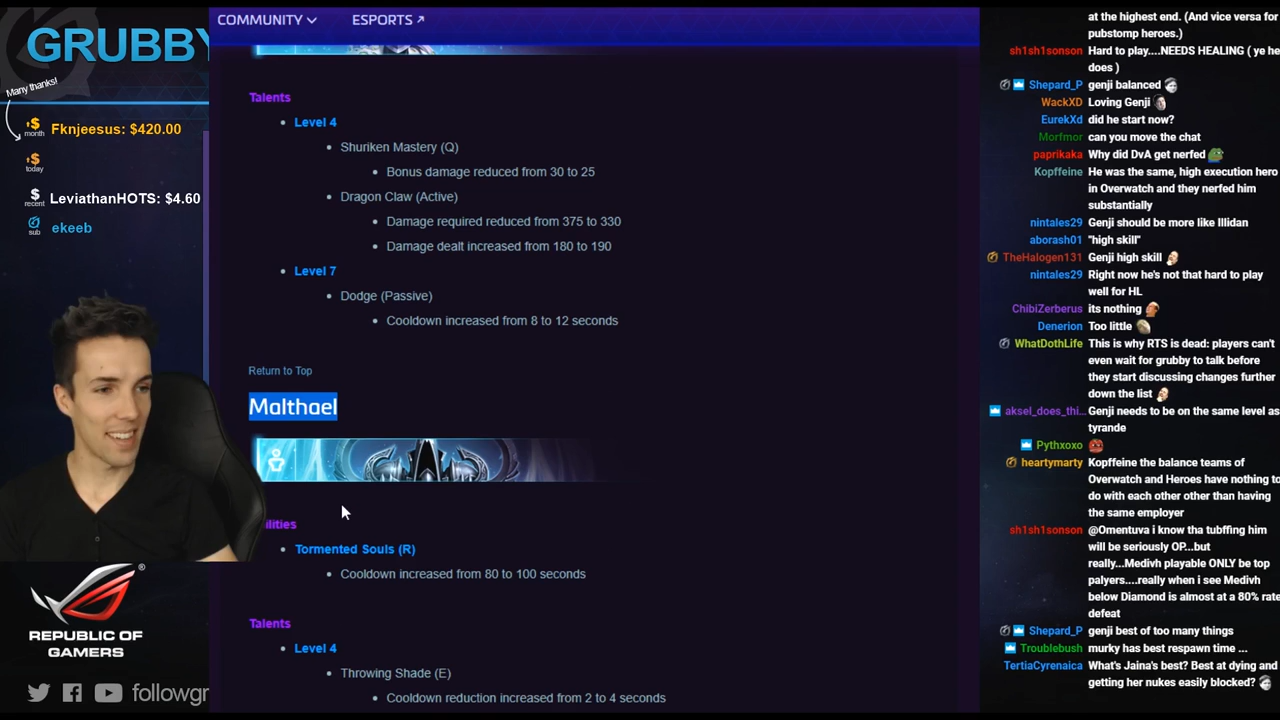 GRUBBY
Many thanks!
$ month Fknjeesus: $420.00
$ today
$ recent LeviathanHOTS: $4.60
sub ekeeb
REPUBLIC OF
GAMERS
®
followgr
COMMUNITY ESPORTS
Talents
Level 4
Shuriken Mastery (Q)
Bonus damage reduced from 30 to 25
Dragon Claw (Active)
Damage required reduced from 375 to 330
Damage dealt increased from 180 to 190
Level 7
Dodge (Passive)
Cooldown increased from 8 to 12 seconds
Return to Top
Malthael
ilities
Tormented Souls (R)
Cooldown increased from 80 to 100 seconds
Talents
Level 4
Throwing Shade (E)
Cooldown reduction increased from 2 to 4 seconds
at the highest end. (And vice versa for
pubstomp heroes.)
sh1sh1sonson Hard to play....NEEDS HEALING ( ye he
does )
Shepard_P genji balanced
WackXD Loving Genji
EurekXd did he start now?
Morfmor can you move the chat
paprikaka Why did DvA get nerfed
Kopffeine He was the same, high execution hero
in Overwatch and they nerfed him
substantially
nintales29 Genji should be more like Illidan
aborash01 "high skill"
TheHalogen131 Genji high skill
nintales29 Right now he's not that hard to play
well for HL
ChibiZerberus its nothing
Denerion Too little
WhatDothLife This is why RTS is dead: players can't
even wait for grubby to talk before
they start discussing changes further
down the list
aksel_does_thi... Genji needs to be on the same level as
tyrande
Pythxoxo
heartymarty Kopffeine the balance teams of
Overwatch and Heroes have nothing to
do with each other other than having
the same employer
sh1sh1sonson @Omentuva i know tha tubffing him
will be seriously OP...but
really...Medivh playable ONLY be top
palyers....really when i see Medivh
below Diamond is almost at a 80% rate
defeat
Shepard_P genji best of too many things
Troublebush murky has best respawn time ...
TertiaCyrenaica What's Jaina's best? Best at dying and
getting her nukes easily blocked?